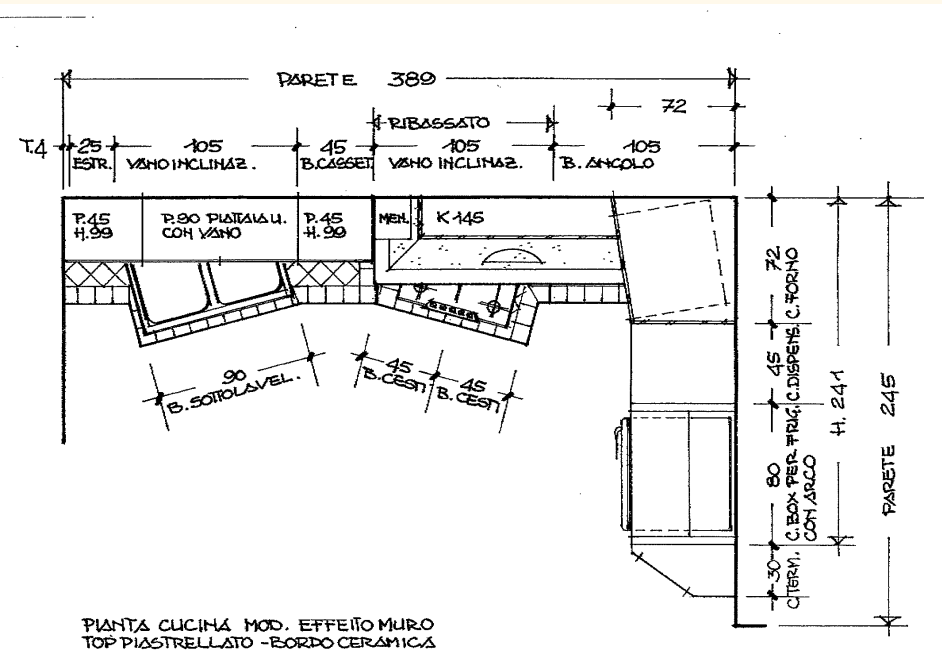 PARETE 389
72
RIBASSATO
T.4 25 105 45 105 105
ESTR. VANO INCLINAZ. B.CASSET. VANO INCLINAZ. B. ANGOLO
P.45 P.90 PIATTAIA U. P.45 MEN. K 145
H.99 CON VANO H.99
72
C.FORNO
45
C.DISPENS.
80
C.BOX PER FRIG.
CON ARCO
30
C.TERM.
H. 241
PARETE 245
90
B. SOTTOLAVEL.
45
B. CESTI
45
B. CESTI
PIANTA CUCINA MOD. EFFETTO MURO
TOP PIASTRELLATO - BORDO CERAMICA